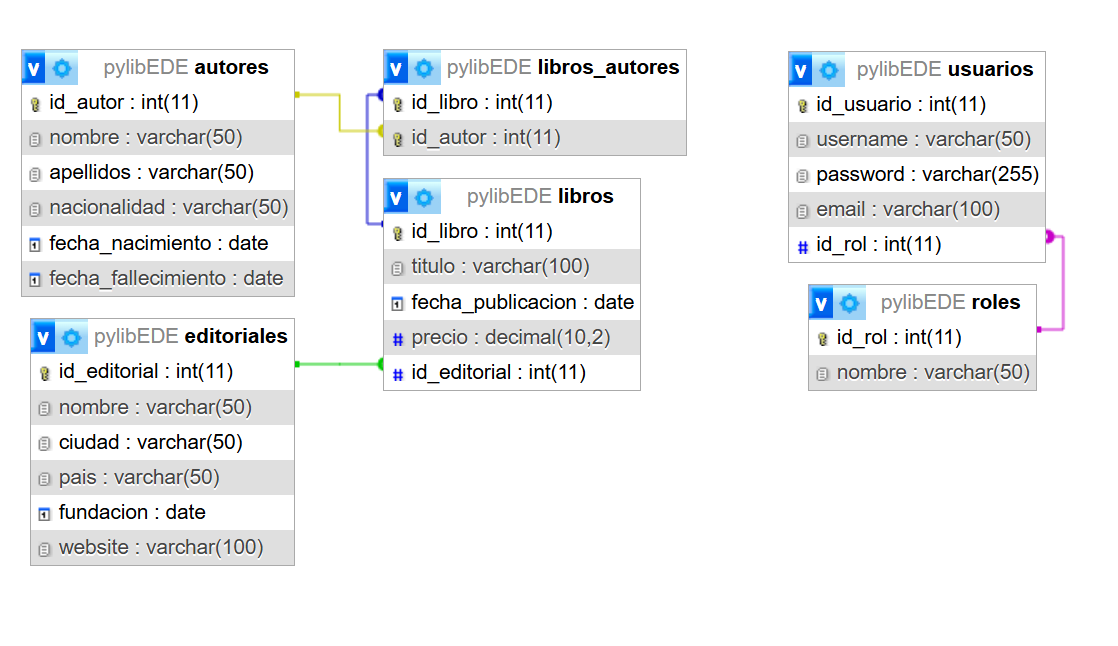 v pylibEDE autores
id_autor : int(11)
nombre : varchar(50)
apellidos : varchar(50)
nacionalidad : varchar(50)
fecha_nacimiento : date
fecha_fallecimiento : date
v pylibEDE editoriales
id_editorial : int(11)
nombre : varchar(50)
ciudad : varchar(50)
pais : varchar(50)
fundacion : date
website : varchar(100)
v pylibEDE libros_autores
id_libro : int(11)
id_autor : int(11)
v pylibEDE libros
id_libro : int(11)
titulo : varchar(100)
fecha_publicacion : date
# precio : decimal(10,2)
# id_editorial : int(11)
v pylibEDE usuarios
id_usuario : int(11)
username : varchar(50)
password : varchar(255)
email : varchar(100)
# id_rol : int(11)
v pylibEDE roles
id_rol : int(11)
nombre : varchar(50)